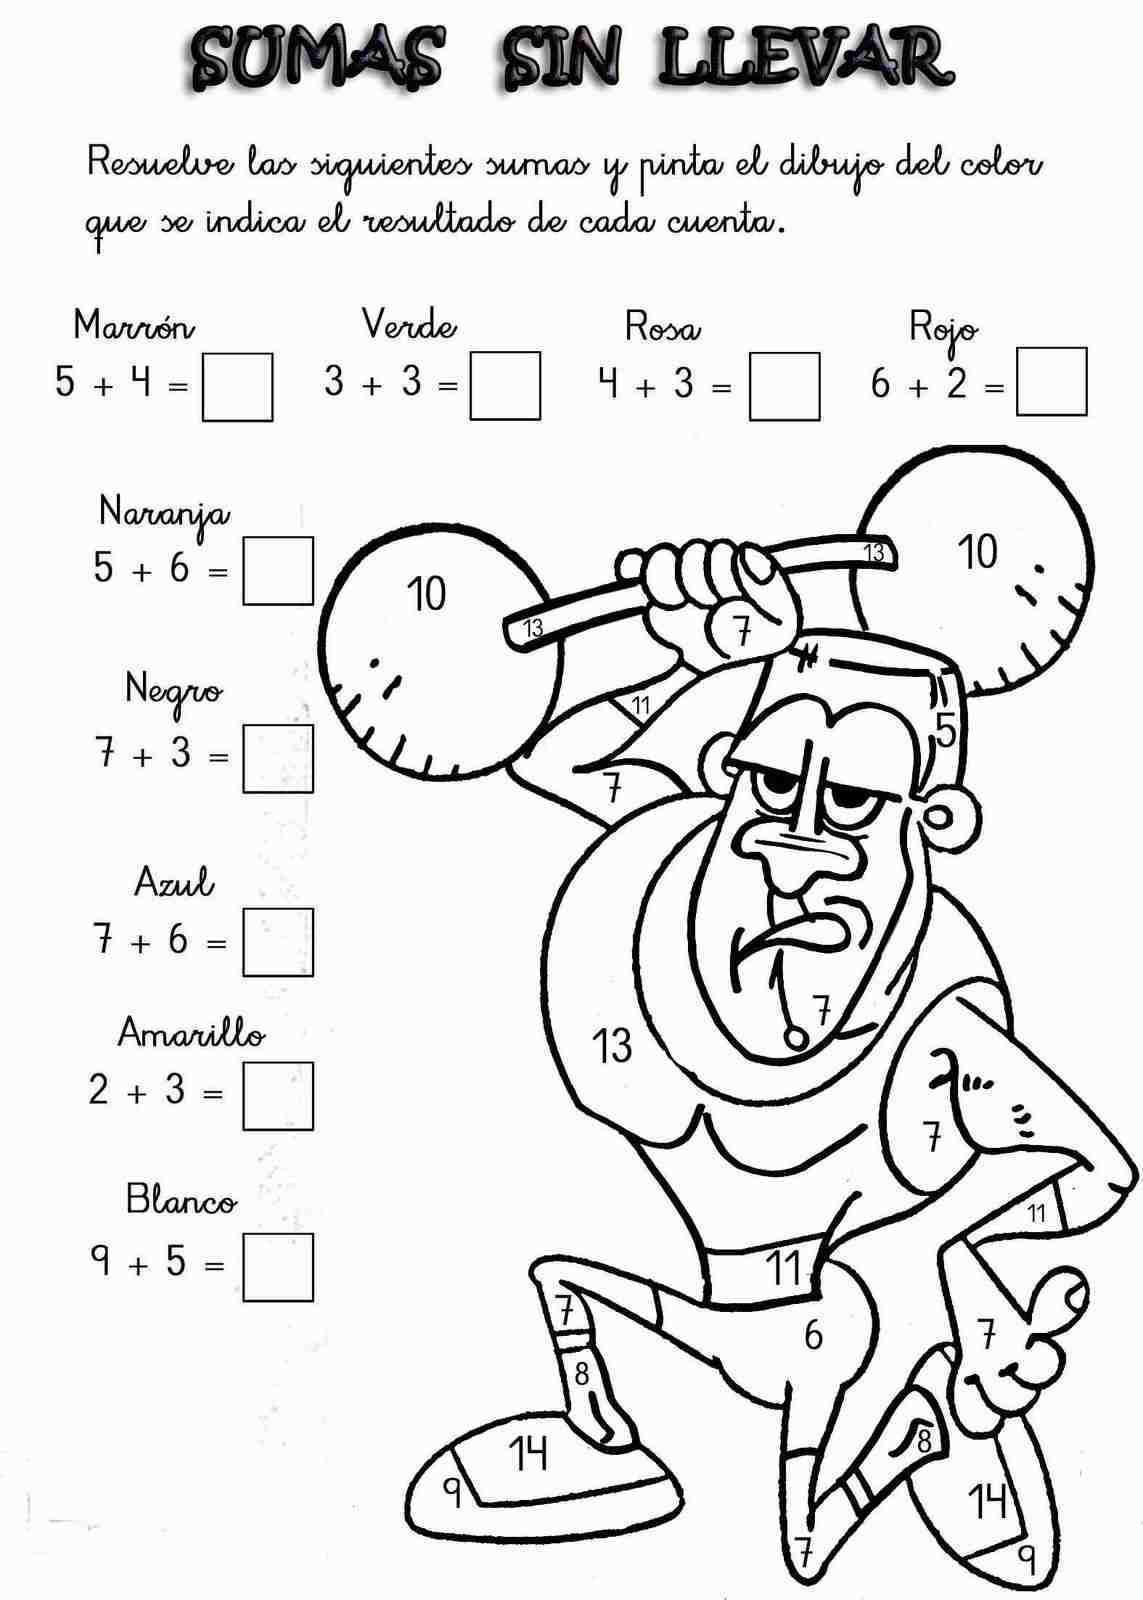 SUMAS SIN LLEVAR
Resuelve las siguientes sumas y pinta el dibujo del color
que se indica el resultado de cada cuenta.
Marrón Verde Rosa Rojo
5 + 4 = 3 + 3 = 4 + 3 = 6 + 2 =
Naranja
5 + 6 =
Negro
7 + 3 =
Azul
7 + 6 =
Amarillo
2 + 3 =
Blanco
9 + 5 =
10
13
10
13
7
11
5
7
7
13
7
11
11
7
6
7
8
8
14
9
14
7
9